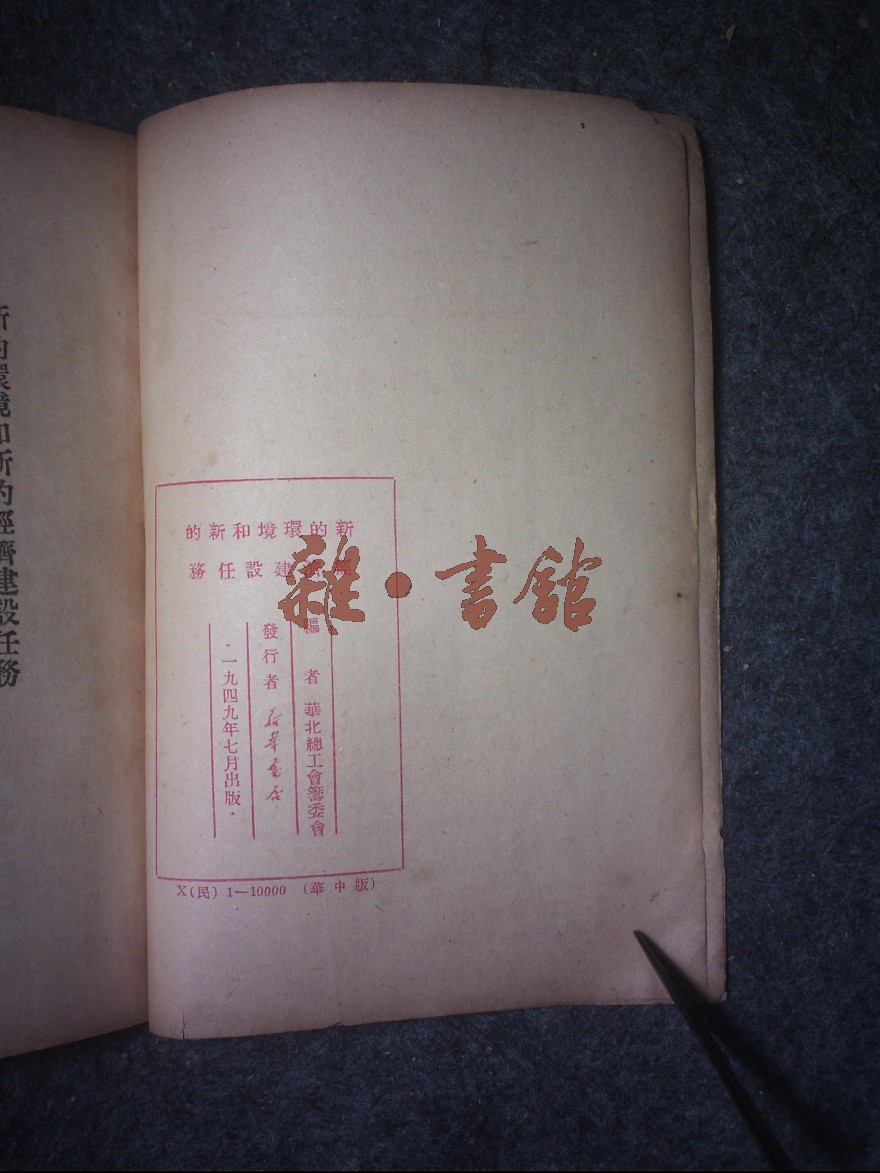 新的環境和新的經濟建設任務
新的環境和新的
經濟建設任務
編者 華北總工會籌委會
發行者 新華書店
·一九四九年七月出版·
X(民) 1—10000 (華中版)
雜·書館